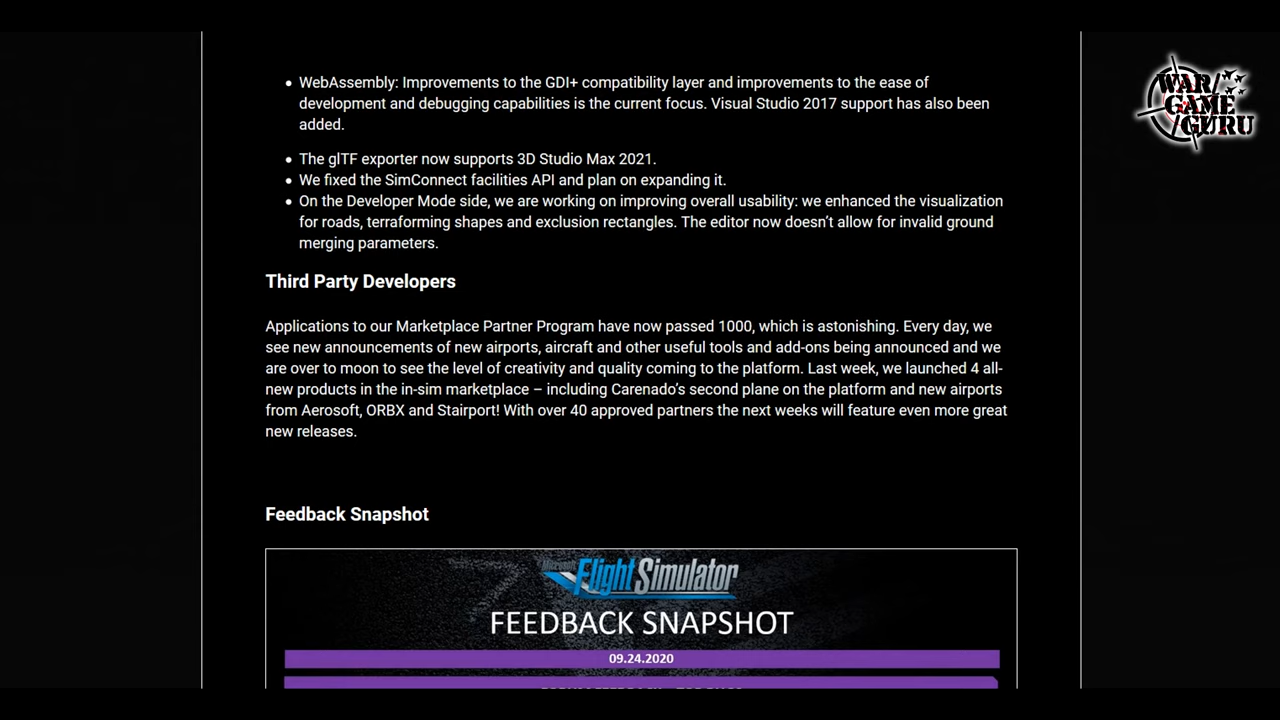 WebAssembly: Improvements to the GDI+ compatibility layer and improvements to the ease of
development and debugging capabilities is the current focus. Visual Studio 2017 support has also been
added.
The glTF exporter now supports 3D Studio Max 2021.
We fixed the SimConnect facilities API and plan on expanding it.
On the Developer Mode side, we are working on improving overall usability: we enhanced the visualization
for roads, terraforming shapes and exclusion rectangles. The editor now doesn’t allow for invalid ground
merging parameters.
Third Party Developers
Applications to our Marketplace Partner Program have now passed 1000, which is astonishing. Every day, we
see new announcements of new airports, aircraft and other useful tools and add-ons being announced and we
are over to moon to see the level of creativity and quality coming to the platform. Last week, we launched 4 all-
new products in the in-sim marketplace – including Carenado’s second plane on the platform and new airports
from Aerosoft, ORBX and Stairport! With over 40 approved partners the next weeks will feature even more great
new releases.
Feedback Snapshot
Microsoft
Flight Simulator
FEEDBACK SNAPSHOT
09.24.2020
WAR
GAME
GURU